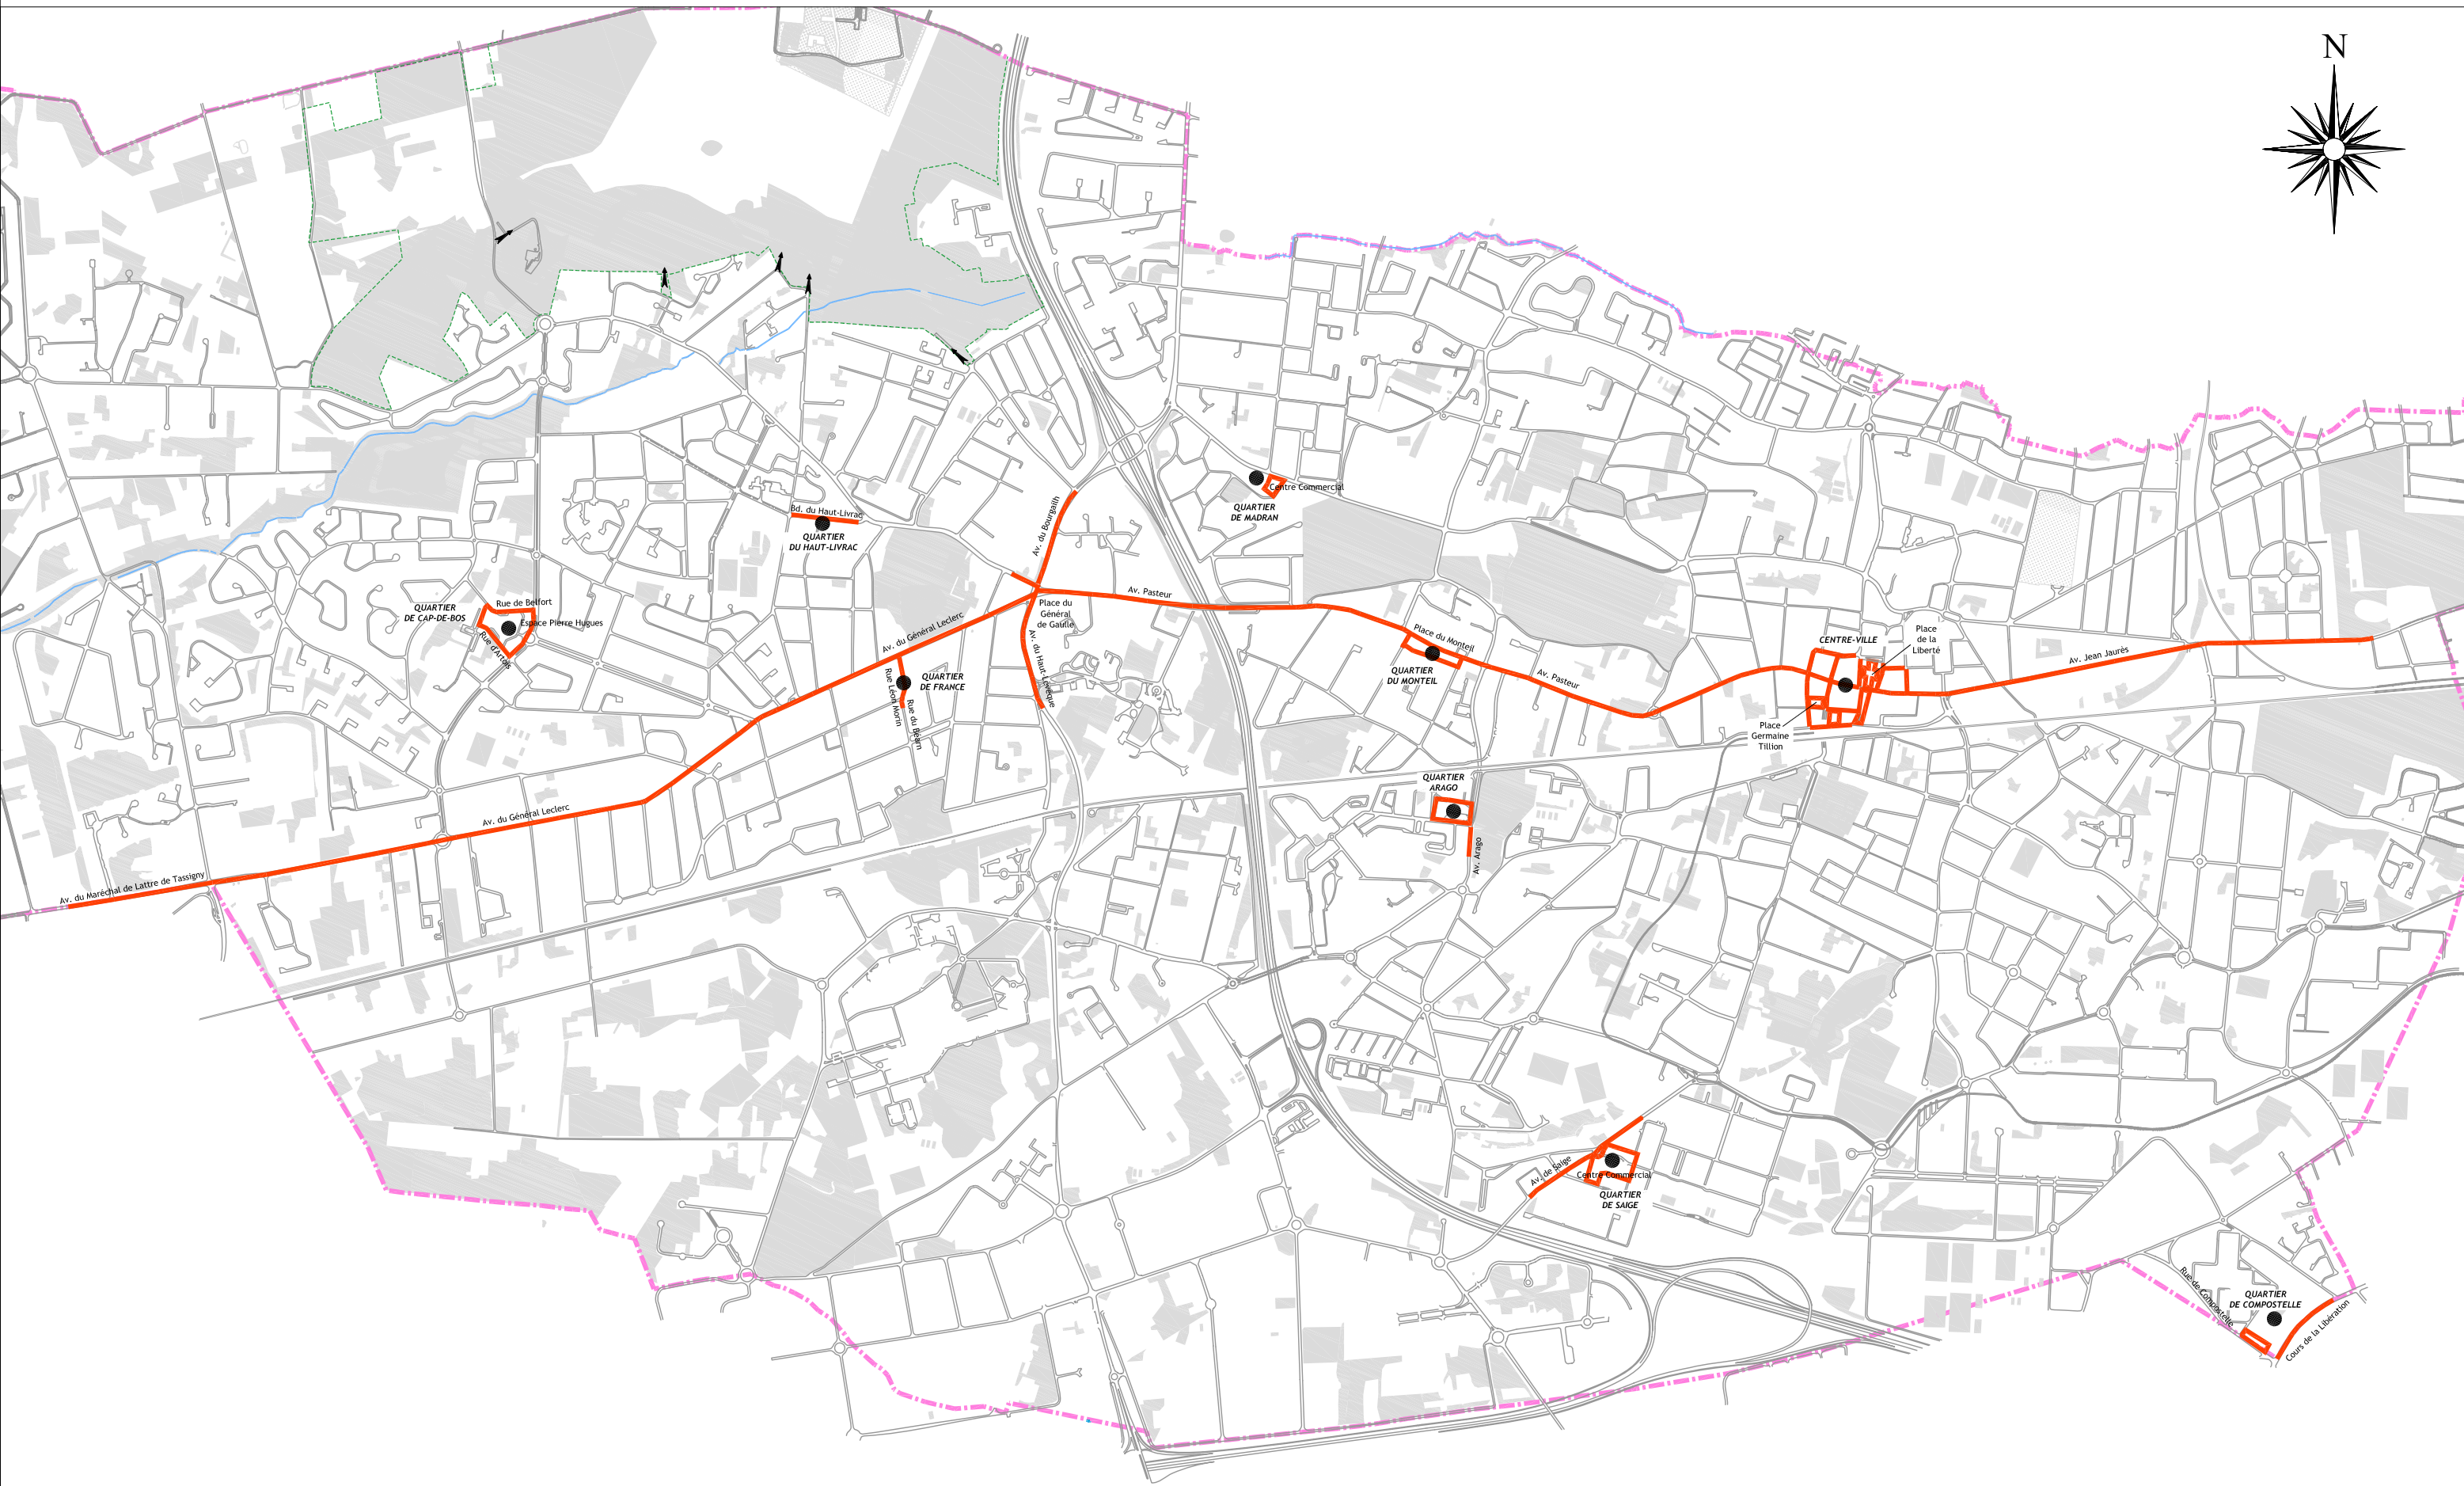 N
Centre Commercial
QUARTIER
DE MADRAN
Bd. du Haut-Livrac
QUARTIER
DU HAUT-LIVRAC
Av. du Bourgailh
QUARTIER
DE CAP-DE-BOS
Rue de Belfort
Espace Pierre Hugues
Rue d'Artois
Av. Pasteur
Place du
Général
de Gaulle
Av. du Général Leclerc
Av. du Haut-Lévêque
QUARTIER
DE FRANCE
Rue Léon Morin
Rue du Béarn
Place du Monteil
QUARTIER
DU MONTEIL
Av. Pasteur
CENTRE-VILLE
Place
de la
Liberté
Av. Jean Jaurès
Place
Germaine
Tillion
QUARTIER
ARAGO
Av. Arago
Av. du Général Leclerc
Av. du Maréchal de Lattre de Tassigny
Av. de Saige
Centre Commercial
QUARTIER
DE SAIGE
Rue de Compostelle
QUARTIER
DE COMPOSTELLE
Cours de la Libération